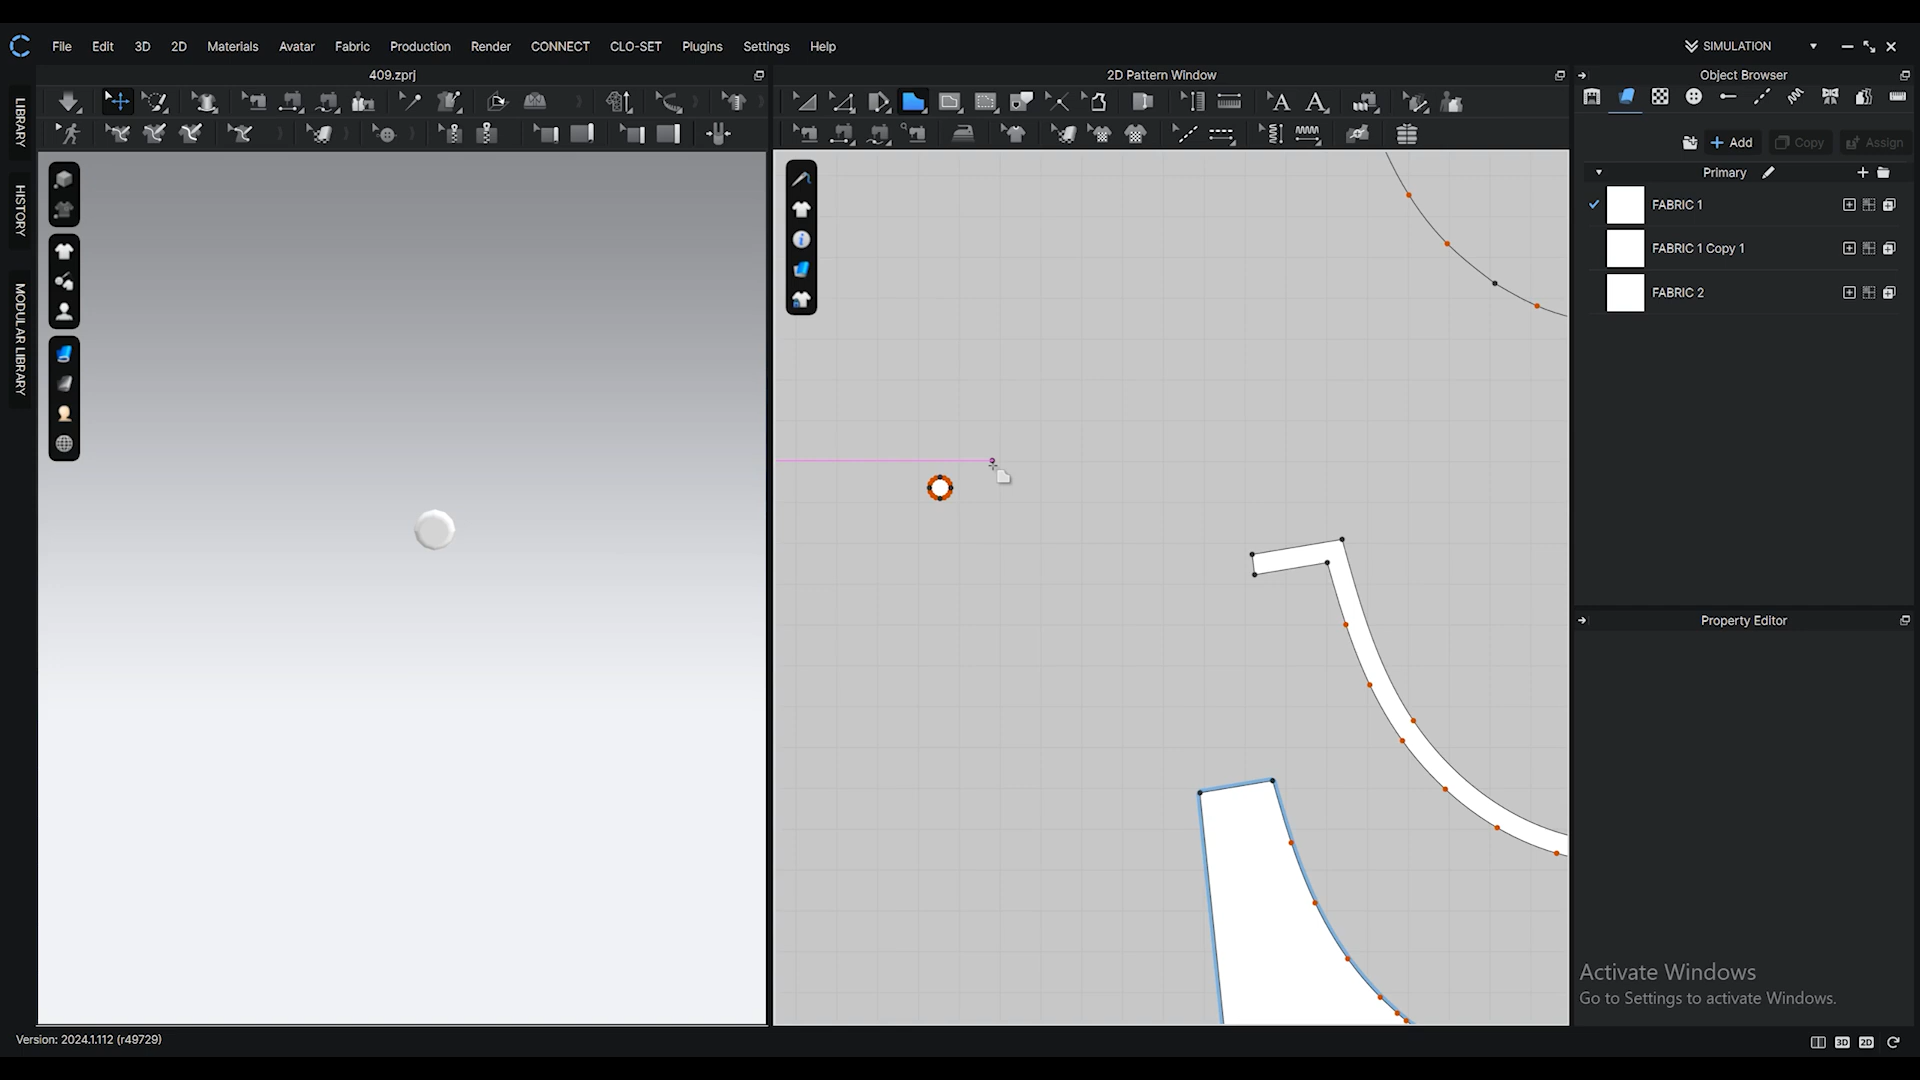 File Edit 3D 2D Materials Avatar Fabric Production Render CONNECT CLO-SET Plugins Settings Help SIMULATION
409.zprj 2D Pattern Window Object Browser
LIBRARY
HISTORY
MODULAR LIBRARY
Add Copy Assign
Primary
FABRIC 1
FABRIC 1 Copy 1
FABRIC 2
Property Editor
Activate Windows
Go to Settings to activate Windows.
Version: 2024.1.112 (r49729) 3D 2D